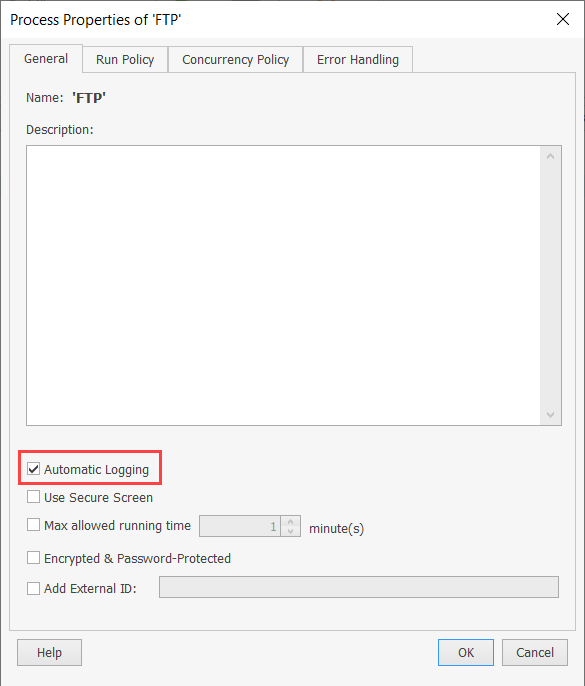 Process Properties of 'FTP'
General Run Policy Concurrency Policy Error Handling
Name: 'FTP'
Description:
Automatic Logging
Use Secure Screen
Max allowed running time 1 minute(s)
Encrypted & Password-Protected
Add External ID:
Help OK Cancel